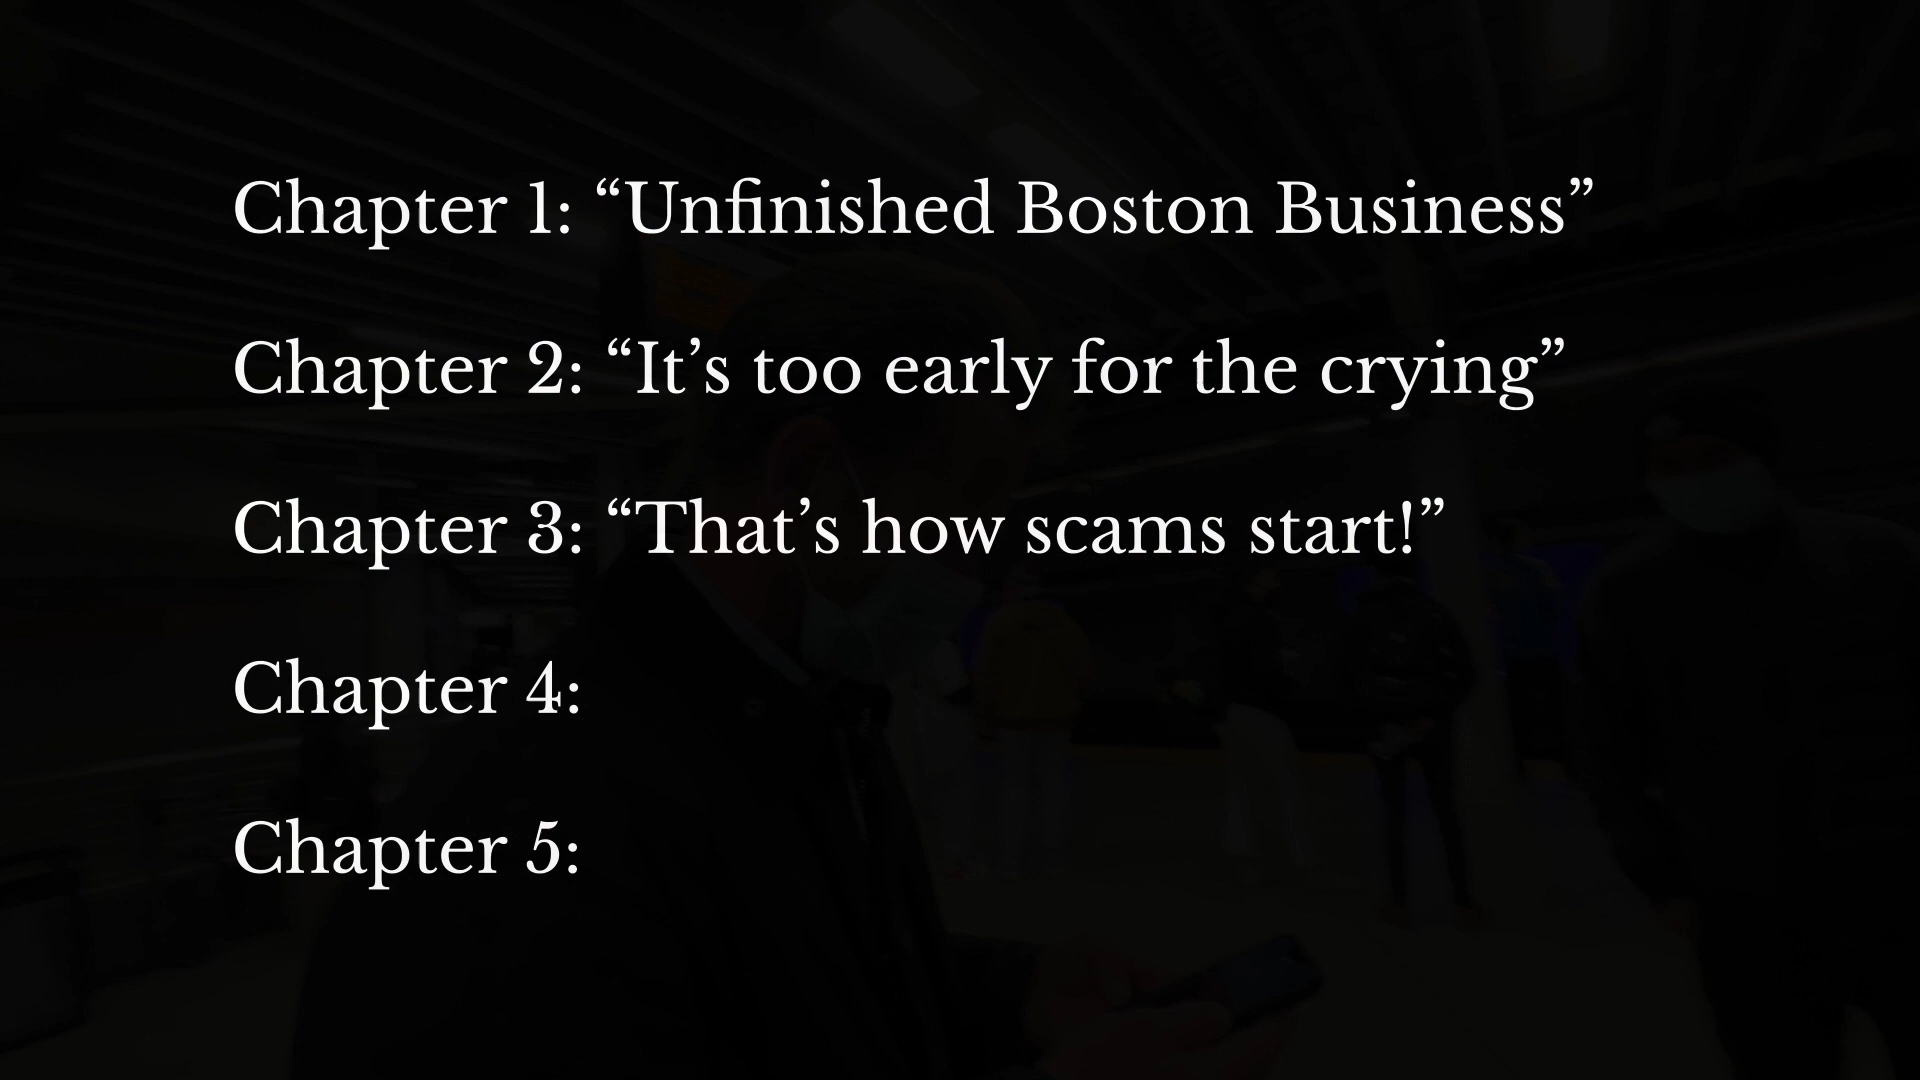 Chapter 1: “Unfinished Boston Business”
Chapter 2: “It’s too early for the crying”
Chapter 3: “That’s how scams start!”
Chapter 4:
Chapter 5: